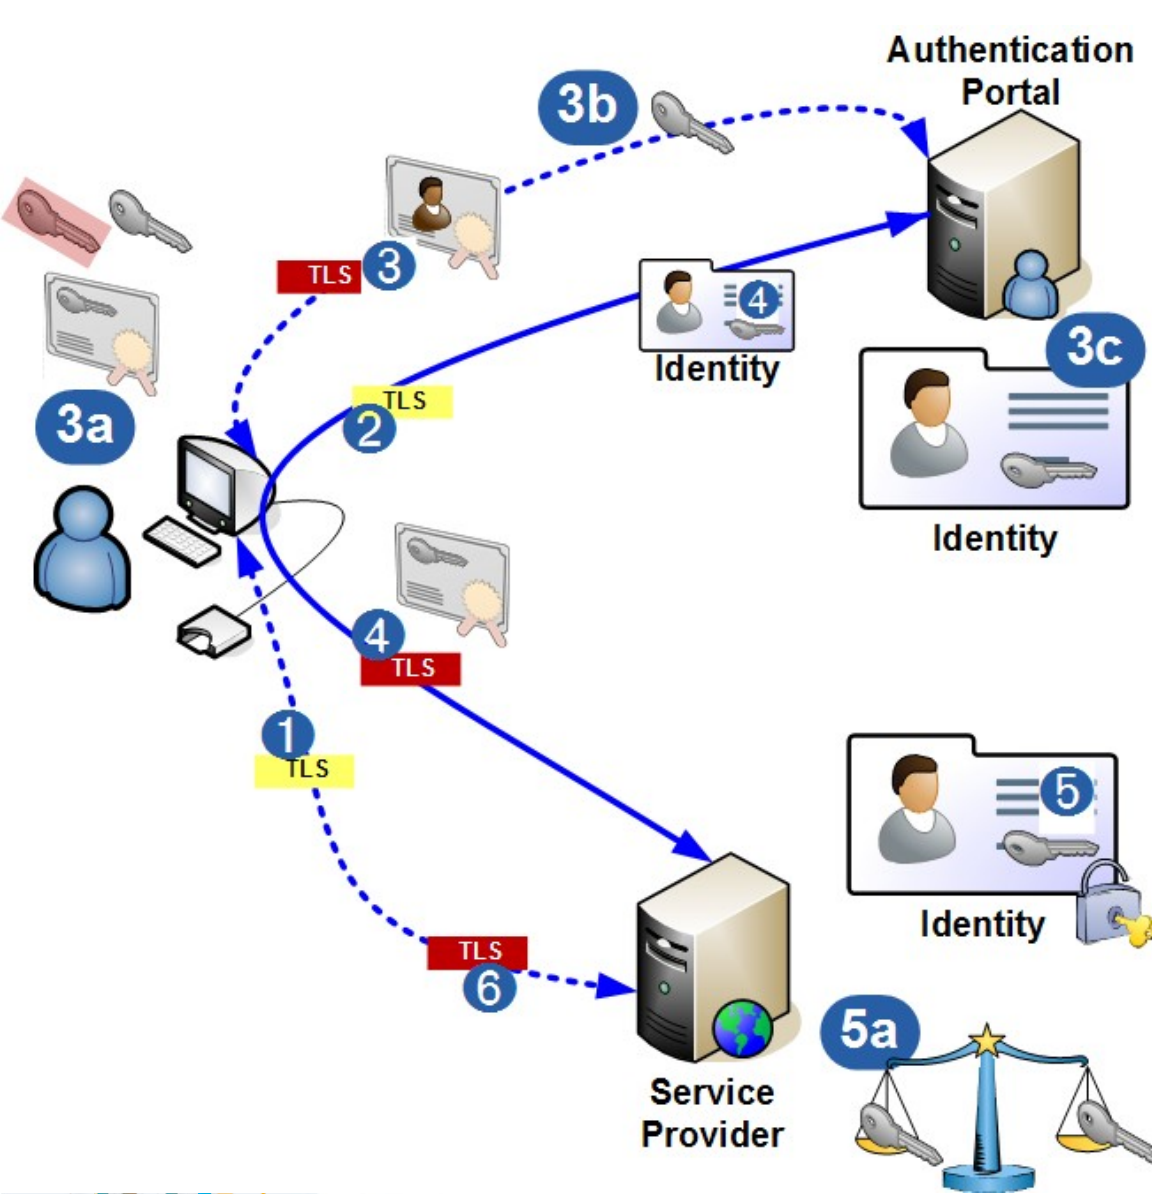 Authentication
Portal
3b
TLS
3
4
3c
Identity
TLS
2
3a
Identity
4
TLS
1
TLS
5
Identity
TLS
6
5a
Service
Provider